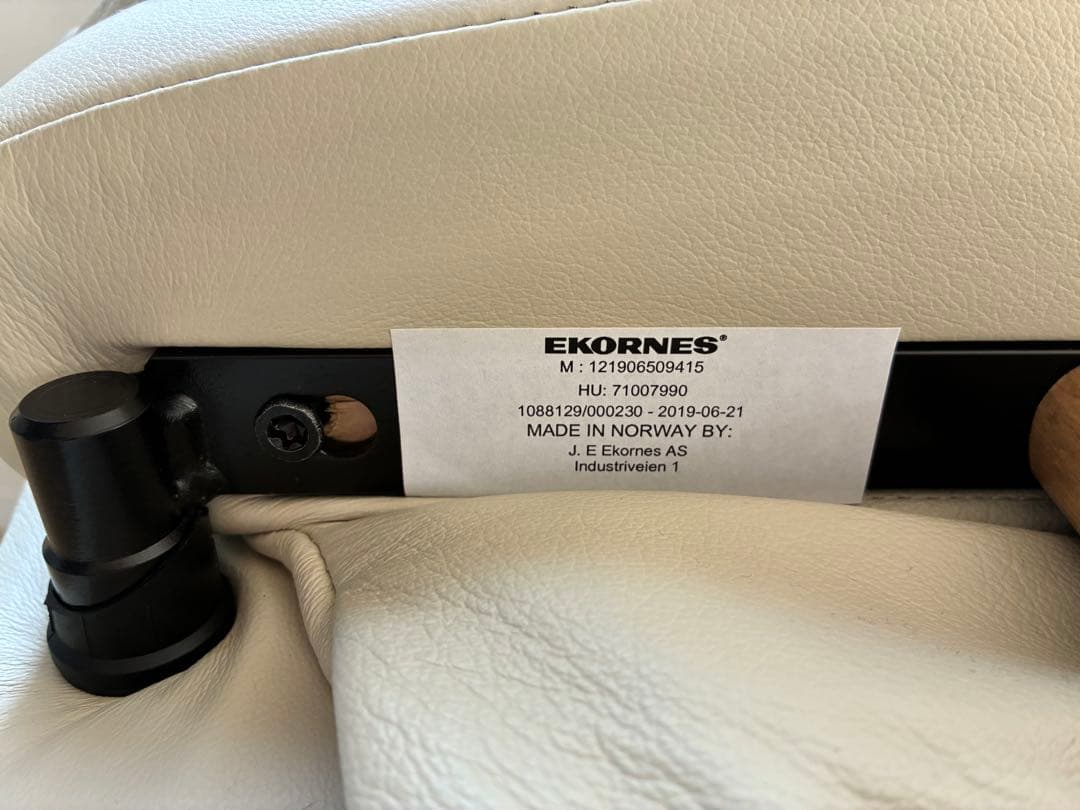 EKORNES®
M : 121906509415
HU: 71007990
1088129/000230 - 2019-06-21
MADE IN NORWAY BY:
J. E Ekornes AS
Industriveien 1